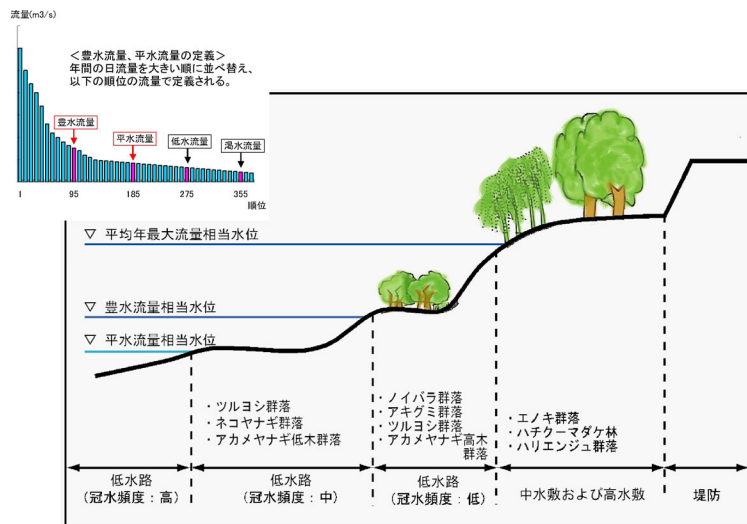 流量(m3/s)
＜豊水流量、平水流量の定義＞
年間の日流量を大きい順に並べ替え、
以下の順位の流量で定義される。
豊水流量
平水流量
低水流量
渇水流量
1
95
185
275
355
順位
▽ 平均年最大流量相当水位
▽ 豊水流量相当水位
▽ 平水流量相当水位
・ツルヨシ群落
・ネコヤナギ群落
・アカメヤナギ低木群落
・ノイバラ群落
・アキグミ群落
・ツルヨシ群落
・アカメヤナギ高木
群落
・エノキ群落
・ハチクーマダケ林
・ハリエンジュ群落
低水路
(冠水頻度：高)
低水路
(冠水頻度：中)
低水路
(冠水頻度：低)
中水敷および高水敷
堤防